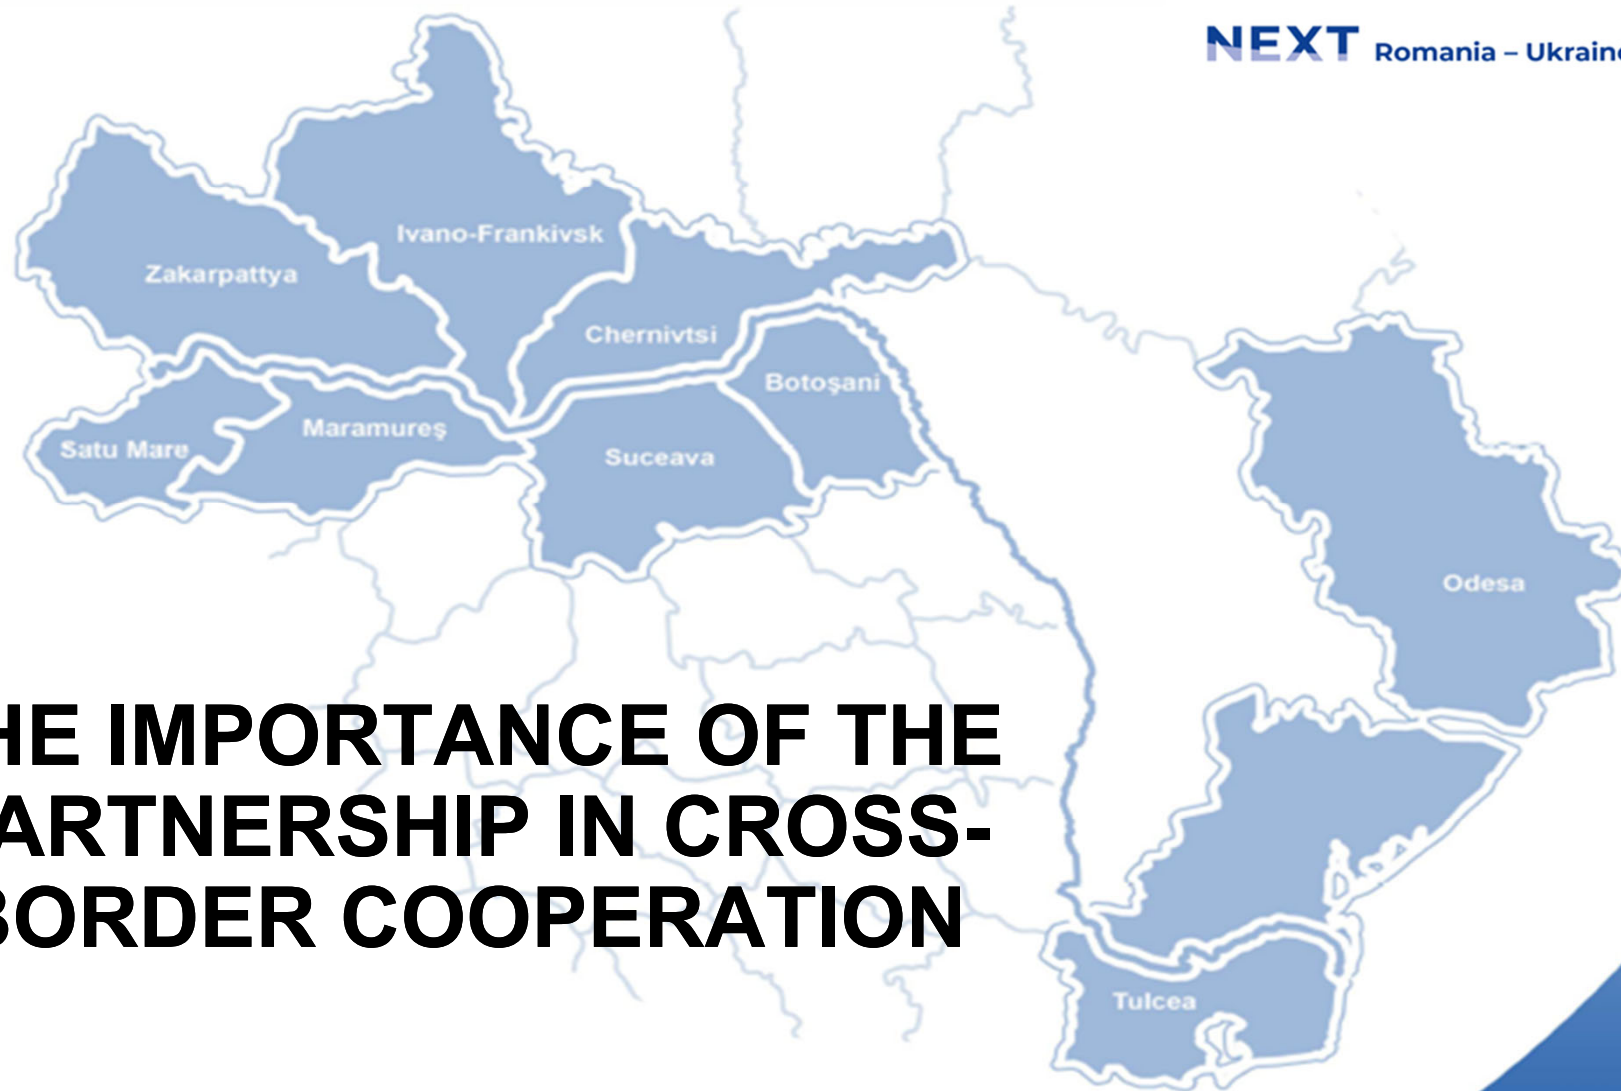 NEXT Romania – Ukraine
Ivano-Frankivsk
Zakarpattya
Chernivtsi
Botoşani
Maramureş
Satu Mare
Suceava
Odesa
HE IMPORTANCE OF THE
ARTNERSHIP IN CROSS-
BORDER COOPERATION
Tulcea